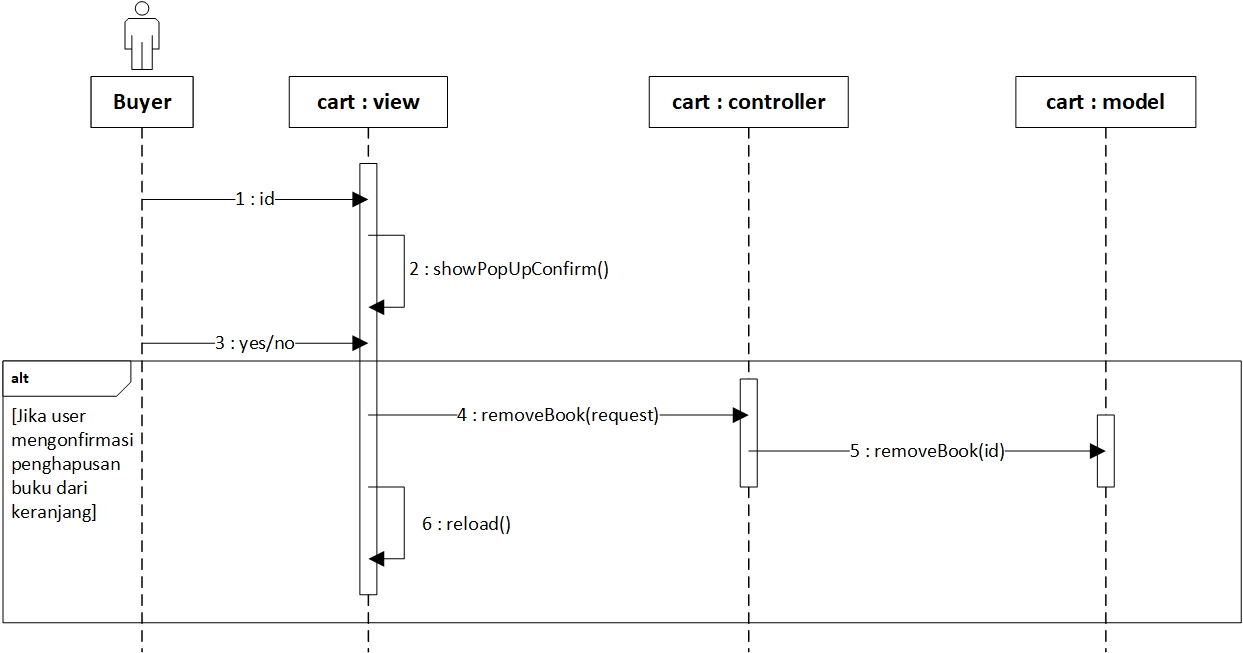 Buyer
cart : view
cart : controller
cart : model
1 : id
2 : showPopUpConfirm()
3 : yes/no
alt
[Jika user
mengonfirmasi
penghapusan
buku dari
keranjang]
4 : removeBook(request)
5 : removeBook(id)
6 : reload()